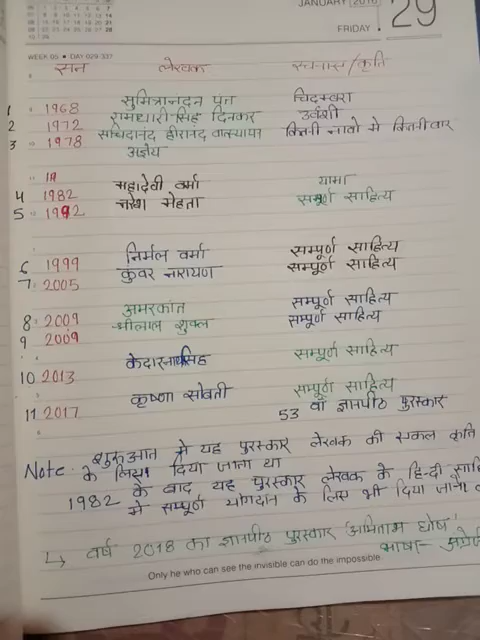 JANUARY 2016
29
FRIDAY
WEEK 05 • DAY 029-337
सन लेखक रचनास/कृति
1 1968 सुमित्रानदन पंत चिदम्बरा
2 1972 रामधारी सिंह दिनकर उर्वशी
3 1978 सचिदानंद हीरानंद वात्स्यायन कितनी नावो मे कितनी वार
अज्ञेय
4 1982 महादेवी वर्मा यामा
5 1992 नरेश मेहता सम्पूर्ण साहित्य
6 1999 निर्मल वर्मा सम्पूर्ण साहित्य
7 2005 कुंवर नारायण सम्पूर्ण साहित्य
8 2009 अमरकांत सम्पूर्ण साहित्य
9 2009 श्रीलाल शुक्ल सम्पूर्ण साहित्य
10 2013 केदारनाथसिंह सम्पूर्ण साहित्य
11 2017 कृष्णा सोबती सम्पूर्ण साहित्य
53 वाँ ज्ञानपीठ पुरस्कार
Note. शुरूआत मे यह पुरस्कार लेखक की सकल कृति
के लिया दिया जाता था
1982 के बाद यह पुरस्कार लेखक के हिन्दी
मे सम्पूर्ण योगदान के लिस भी दिया जाने
↳ वर्ष 2018 का ज्ञानपीठ पुरस्कार 'अमिताभ घोष'
भाषा-
Only he who can see the invisible can do the impossible.